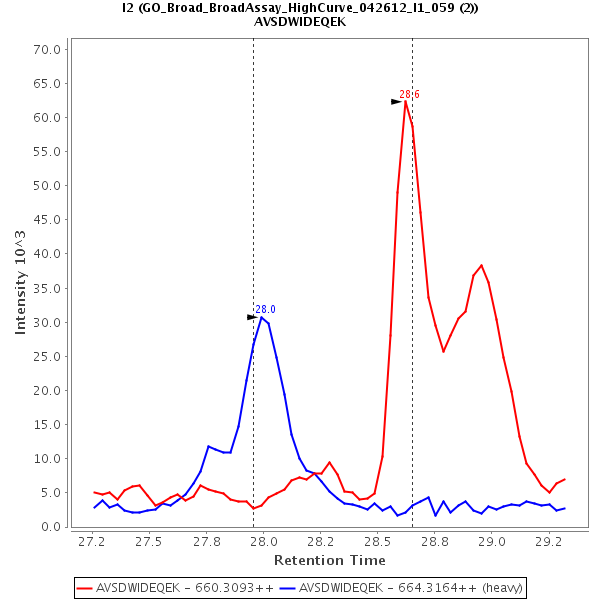 I2 (GO_Broad_BroadAssay_HighCurve_042612_I1_059 (2))
AVSDWIDEQEK
70.0
65.0
60.0
55.0
50.0
45.0
40.0
35.0
30.0
25.0
20.0
15.0
10.0
5.0
0.0
Intensity 10^3
28.6
28.0
27.2 27.5 27.8 28.0 28.2 28.5 28.8 29.0 29.2
Retention Time
AVSDWIDEQEK - 660.3093++ AVSDWIDEQEK - 664.3164++ (heavy)